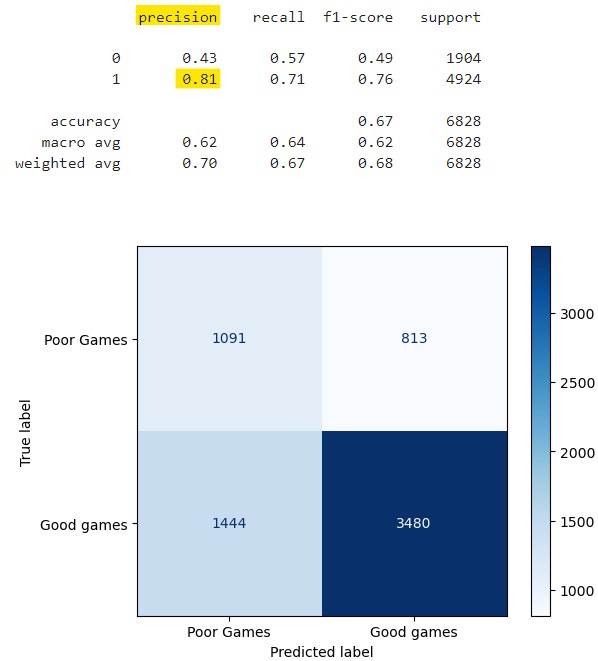 precision recall f1-score support
0 0.43 0.57 0.49 1904
1 0.81 0.71 0.76 4924
accuracy 0.67 6828
macro avg 0.62 0.64 0.62 6828
weighted avg 0.70 0.67 0.68 6828
Poor Games 1091 813
Good games 1444 3480
True label
Poor Games Good games
Predicted label
3000
2500
2000
1500
1000